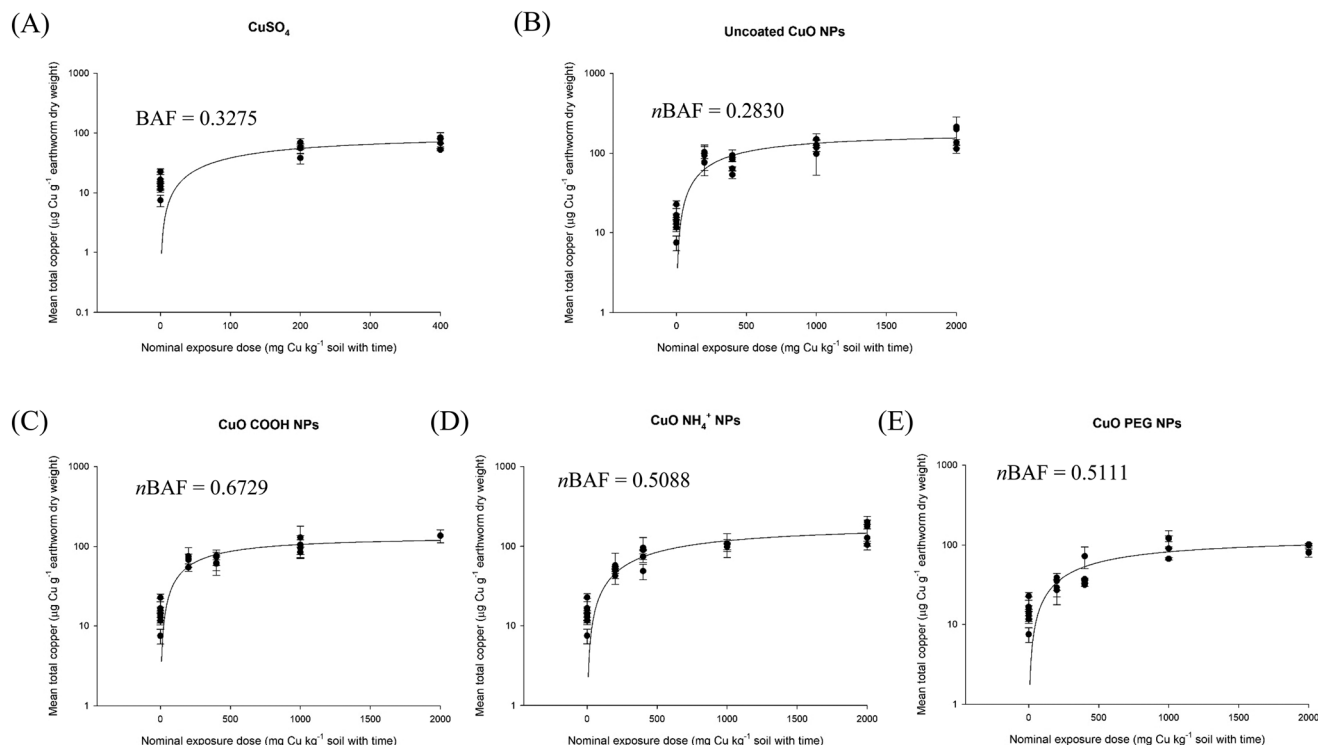 (A)
CuSO₄
BAF = 0.3275
Mean total copper (µg Cu g⁻¹ earthworm dry weight)
1000
100
10
1
0.1
0 100 200 300 400
Nominal exposure dose (mg Cu kg⁻¹ soil with time)
(B)
Uncoated CuO NPs
nBAF = 0.2830
Mean total copper (µg Cu g⁻¹ earthworm dry weight)
1000
100
10
1
0 500 1000 1500 2000
Nominal exposure dose (mg Cu kg⁻¹ soil with time)
(C)
CuO COOH NPs
nBAF = 0.6729
Mean total copper (µg Cu g⁻¹ earthworm dry weight)
1000
100
10
1
0 500 1000 1500 2000
Nominal exposure dose (mg Cu kg⁻¹ soil with time)
(D)
CuO NH₄⁺ NPs
nBAF = 0.5088
Mean total copper (µg Cu g⁻¹ earthworm dry weight)
1000
100
10
1
0 500 1000 1500 2000
Nominal exposure dose (mg Cu kg⁻¹ soil with time)
(E)
CuO PEG NPs
nBAF = 0.5111
Mean total copper (µg Cu g⁻¹ earthworm dry weight)
1000
100
10
1
0 500 1000 1500 2000
Nominal exposure dose (mg Cu kg⁻¹ soil with time)